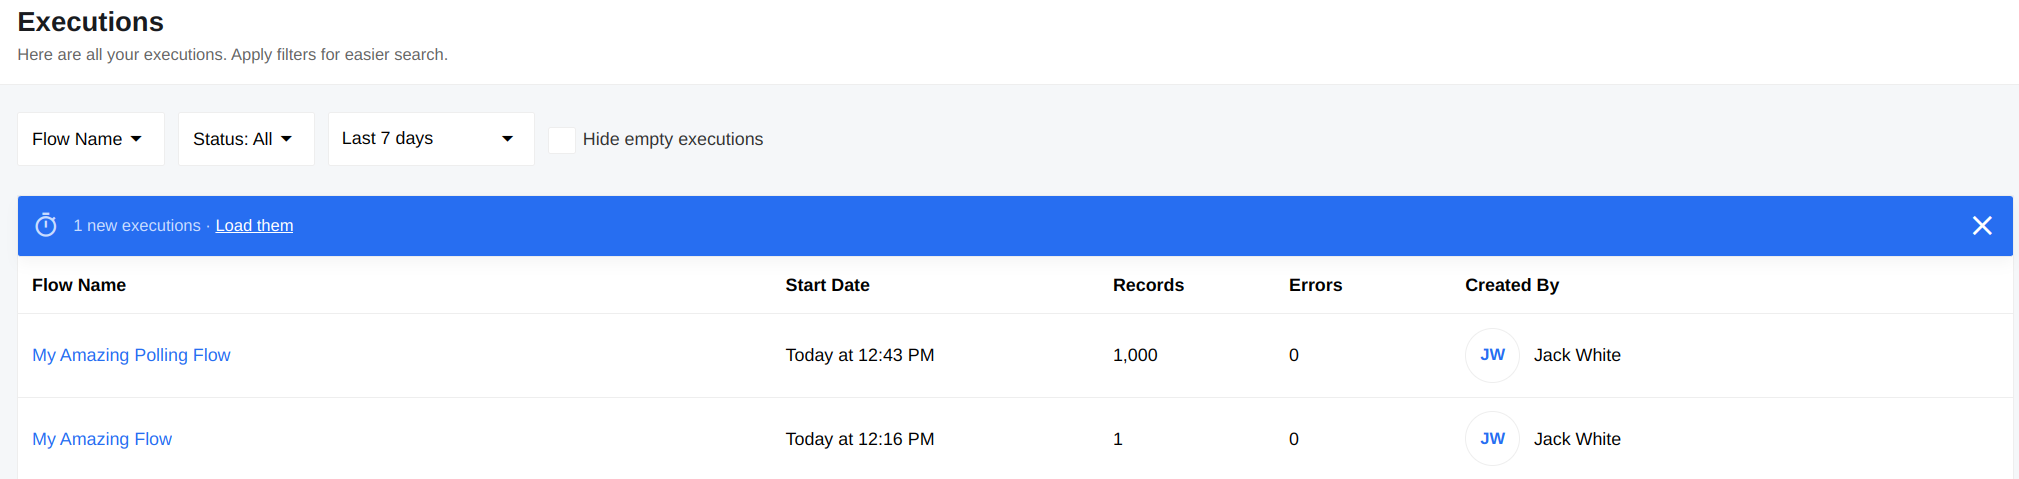 Executions
Here are all your executions. Apply filters for easier search.
Flow Name Status: All Last 7 days Hide empty executions
1 new executions · Load them
Flow Name Start Date Records Errors Created By
My Amazing Polling Flow Today at 12:43 PM 1,000 0 JW Jack White
My Amazing Flow Today at 12:16 PM 1 0 JW Jack White